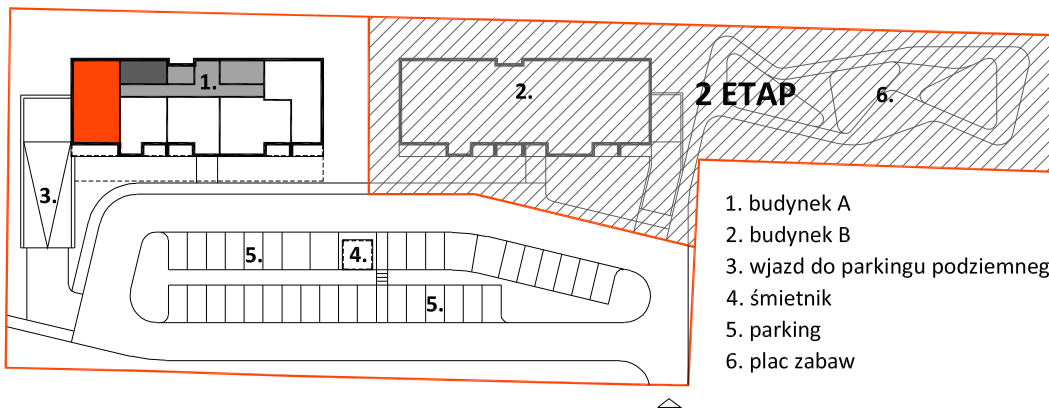 1.
2.
2 ETAP
6.
3.
5.
4.
5.
1. budynek A
2. budynek B
3. wjazd do parkingu podziemneg
4. śmietnik
5. parking
6. plac zabaw